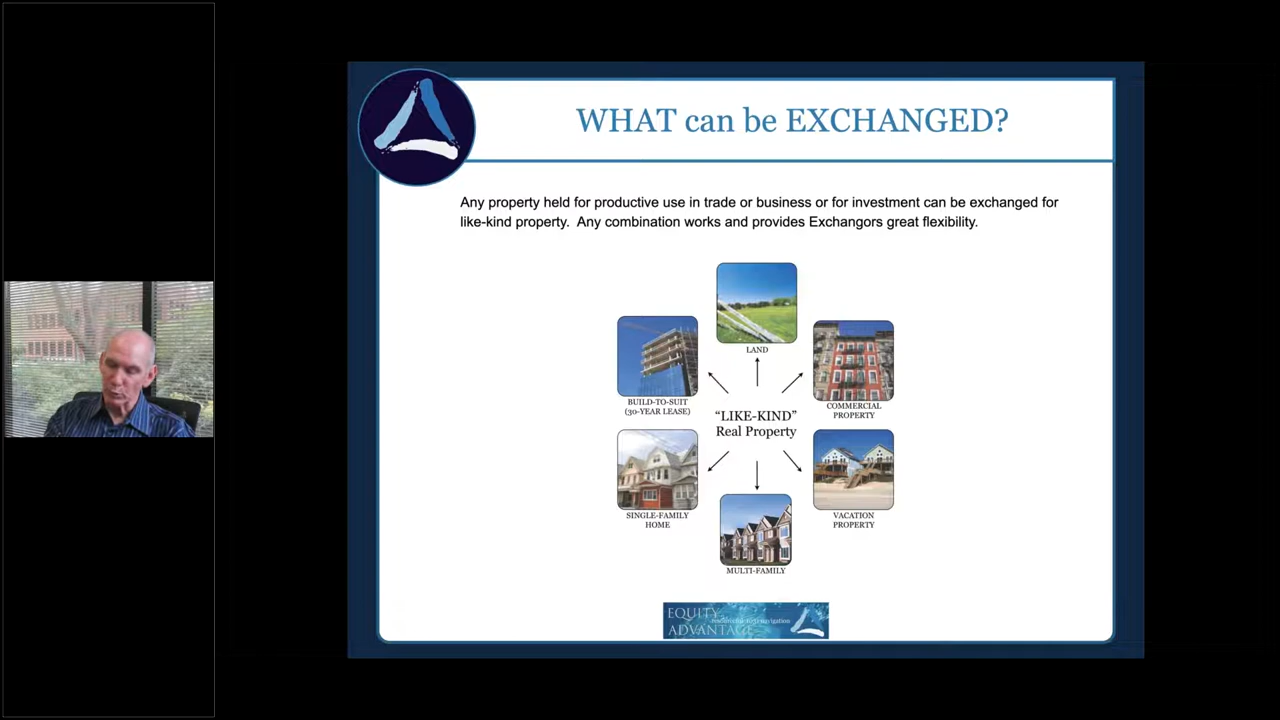 WHAT can be EXCHANGED?
Any property held for productive use in trade or business or for investment can be exchanged for
like-kind property.  Any combination works and provides Exchangors great flexibility.
LAND
BUILD-TO-SUIT
(30-YEAR LEASE)
COMMERCIAL
PROPERTY
“LIKE-KIND”
Real Property
SINGLE-FAMILY
HOME
VACATION
PROPERTY
MULTI-FAMILY
EQUITY
navigation
ADVANTAGE